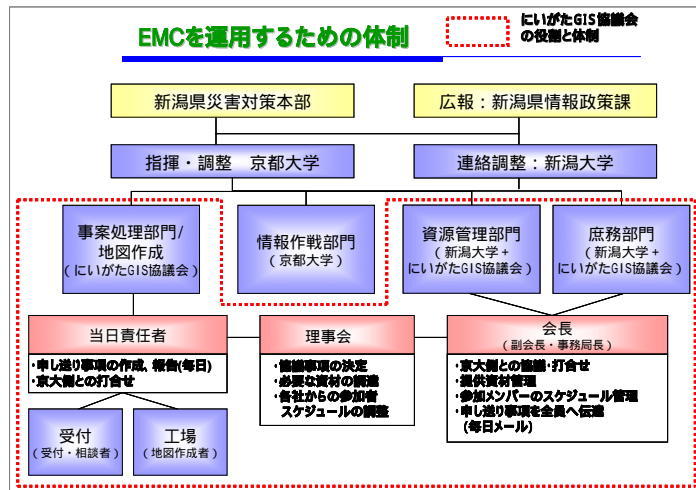 EMCを運用するための体制
にいがたGIS協議会
の役割と体制
新潟県災害対策本部
広報：新潟県情報政策課
指揮・調整　京都大学
連絡調整：新潟大学
事案処理部門/
地図作成
(にいがたGIS協議会)
情報作戦部門
(京都大学)
資源管理部門
(新潟大学+
にいがたGIS協議会)
庶務部門
(新潟大学+
にいがたGIS協議会)
当日責任者
・申し送り事項の作成、報告(毎日)
・京大側との打合せ
理事会
・協議事項の決定
・必要な資材の調達
・各社からの参加者
スケジュールの調整
会長
(副会長・事務局長)
・京大側との協議・打合せ
・提供資材管理
・参加メンバーのスケジュール管理
・申し送り事項を全員へ伝達
(毎日メール)
受付
(受付・相談者)
工場
(地図作成者)